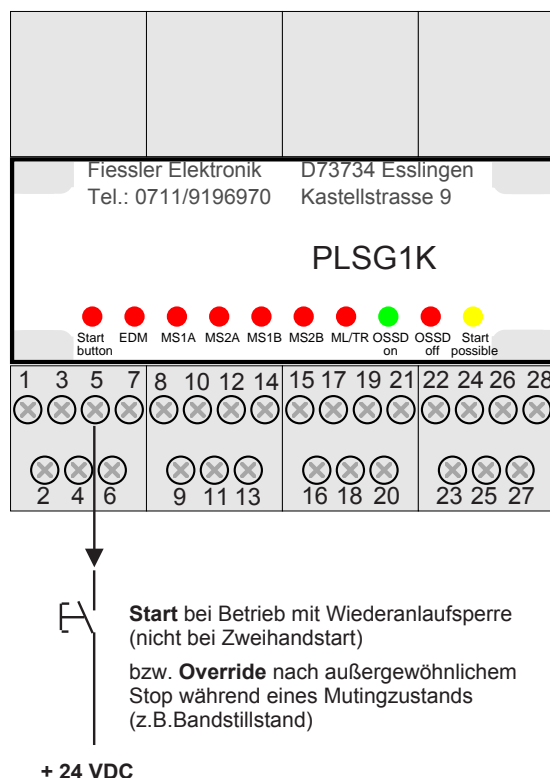 Fiessler Elektronik D73734 Esslingen
Tel.: 0711/9196970 Kastellstrasse 9
PLSG1K
Start button EDM MS1A MS2A MS1B MS2B ML/TR OSSD on OSSD off Start possible
1 3 5 7 8 10 12 14 15 17 19 21 22 24 26 28
2 4 6 9 11 13 16 18 20 23 25 27
Start bei Betrieb mit Wiederanlaufsperre
(nicht bei Zweihandstart)
bzw. Override nach außergewöhnlichem
Stop während eines Mutingzustands
(z.B.Bandstillstand)
+ 24 VDC